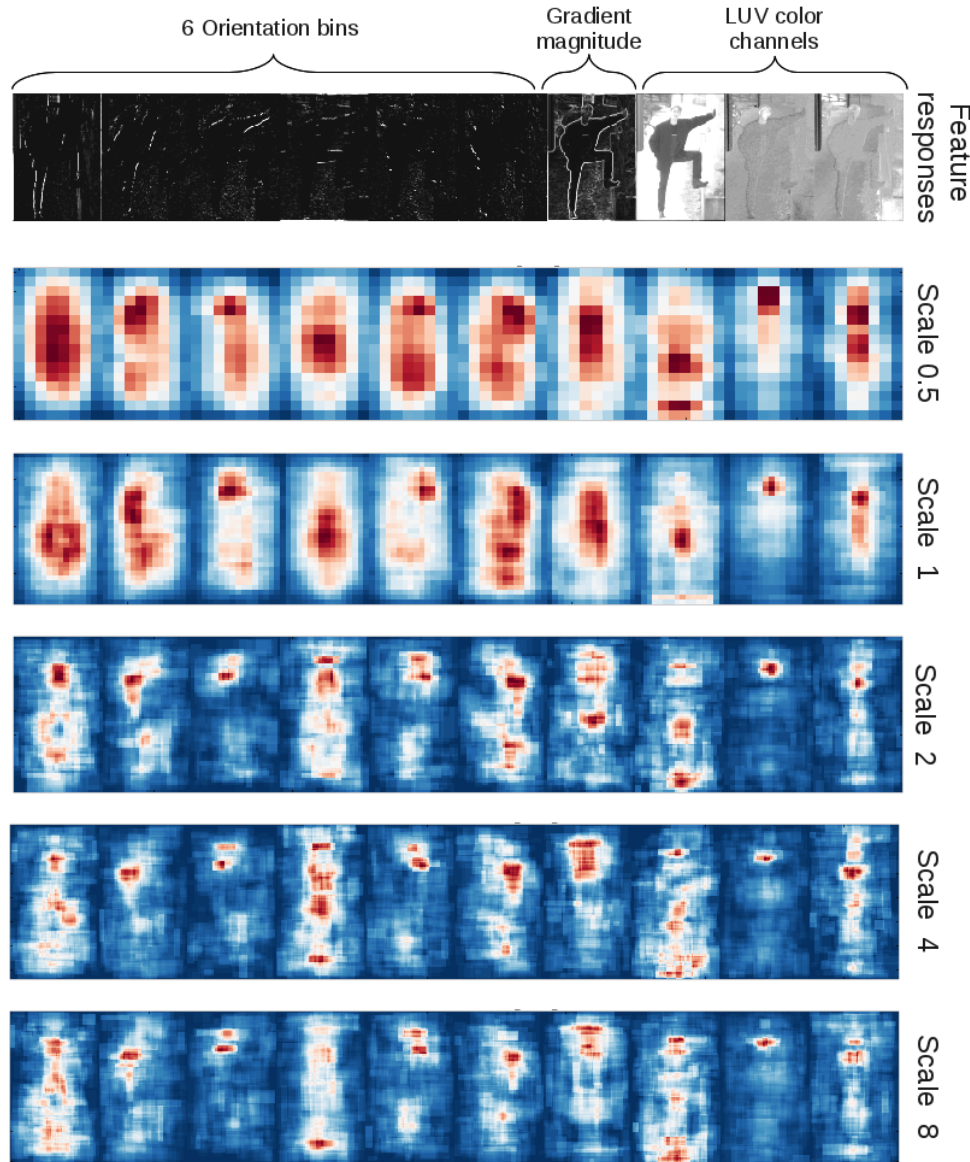 6 Orientation bins
Gradient
magnitude
LUV color
channels
Feature
responses
Scale 0.5
Scale 1
Scale 2
Scale 4
Scale 8